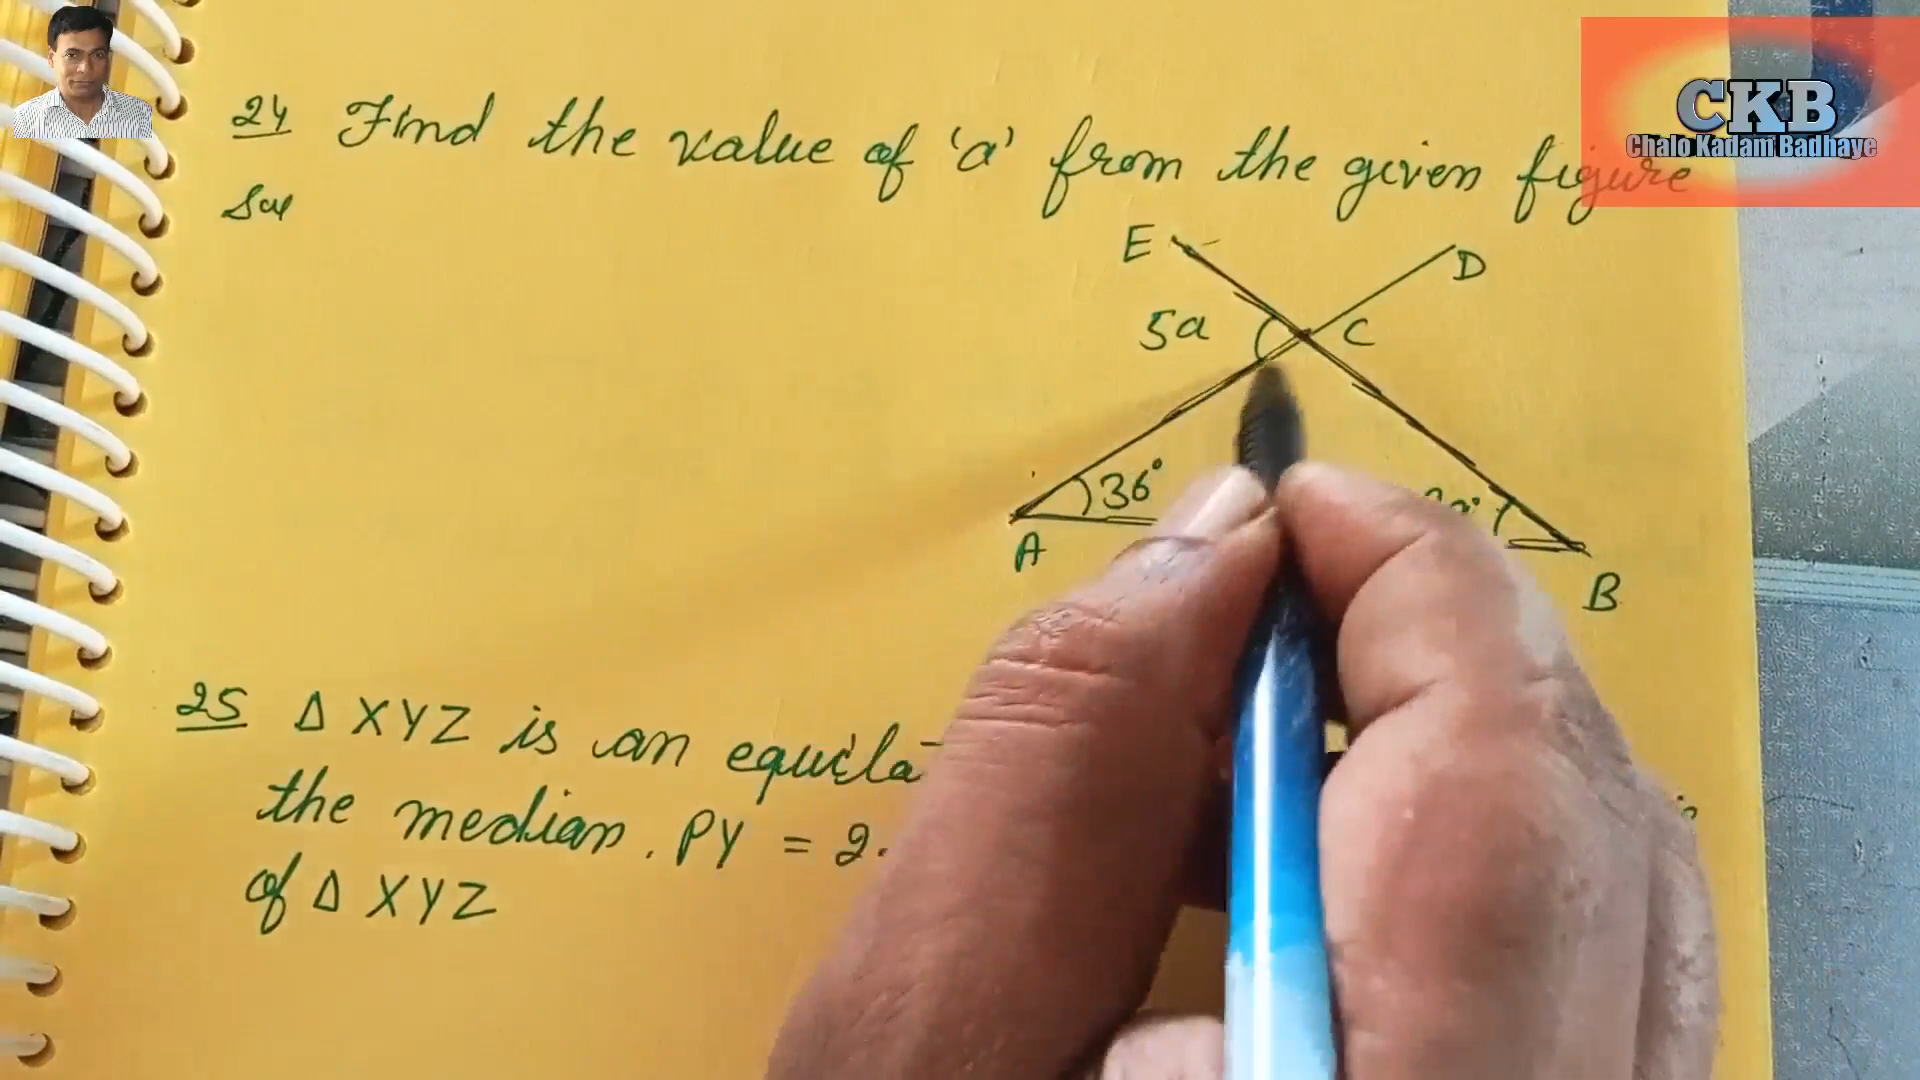 CKB
Chalo Kadam Badhaye
24 Find the value of 'a' from the given figure
Sol
E
D
5a
C
36°
A
B
25 Δ XYZ is an equila
the median. PY = 2.
of Δ XYZ